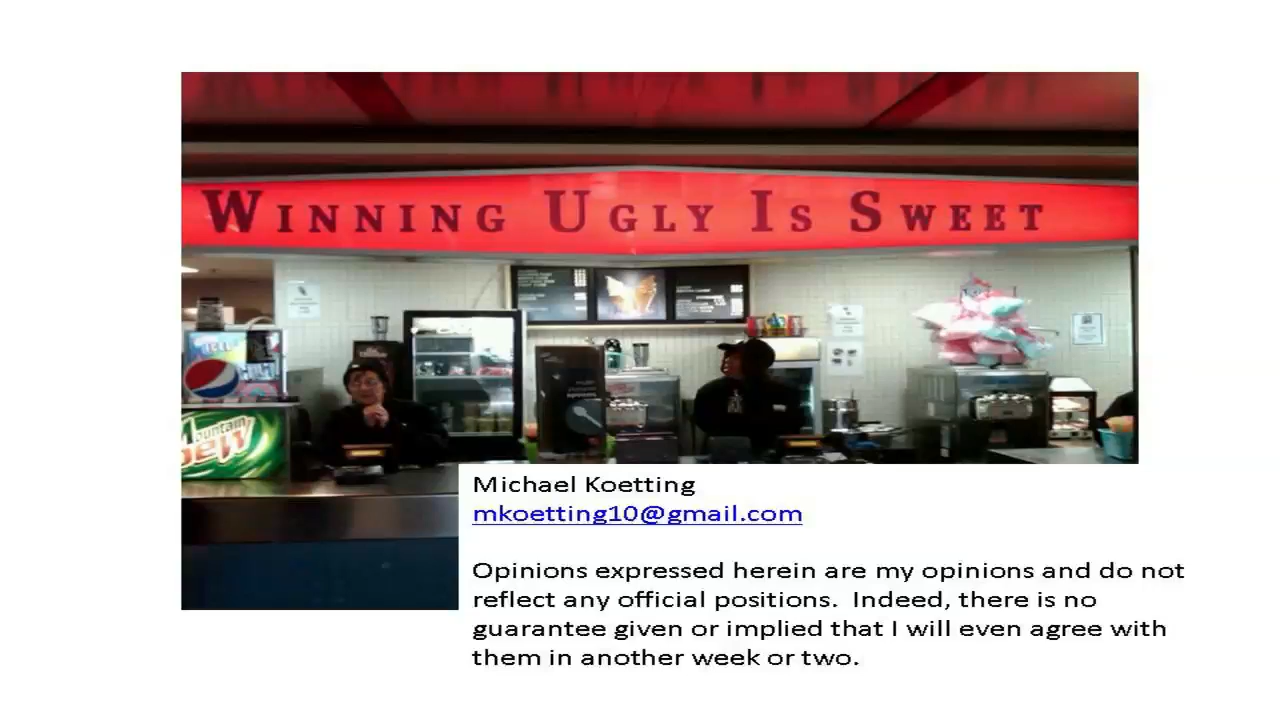 WINNING UGLY IS SWEET
Mountain
Dew
Michael Koetting
mkoetting10@gmail.com
Opinions expressed herein are my opinions and do not
reflect any official positions.  Indeed, there is no
guarantee given or implied that I will even agree with
them in another week or two.